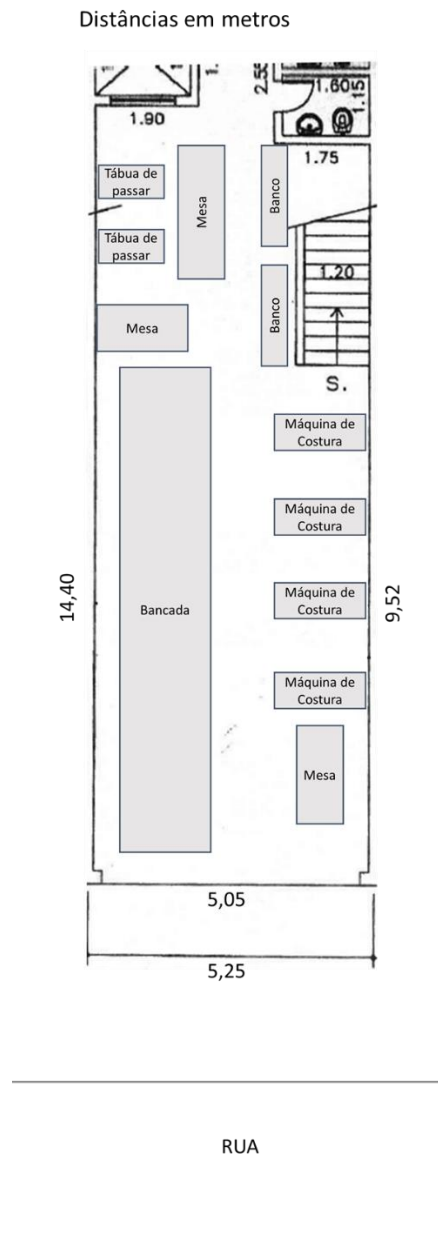 Distâncias em metros
2.55
1.60
1.15
1.90
1.75
Tábua de
passar
Mesa
Banco
Tábua de
passar
1.20
Mesa
Banco
S.
Máquina de
Costura
Máquina de
Costura
14,40
Bancada
Máquina de
Costura
9,52
Máquina de
Costura
Mesa
5,05
5,25
RUA